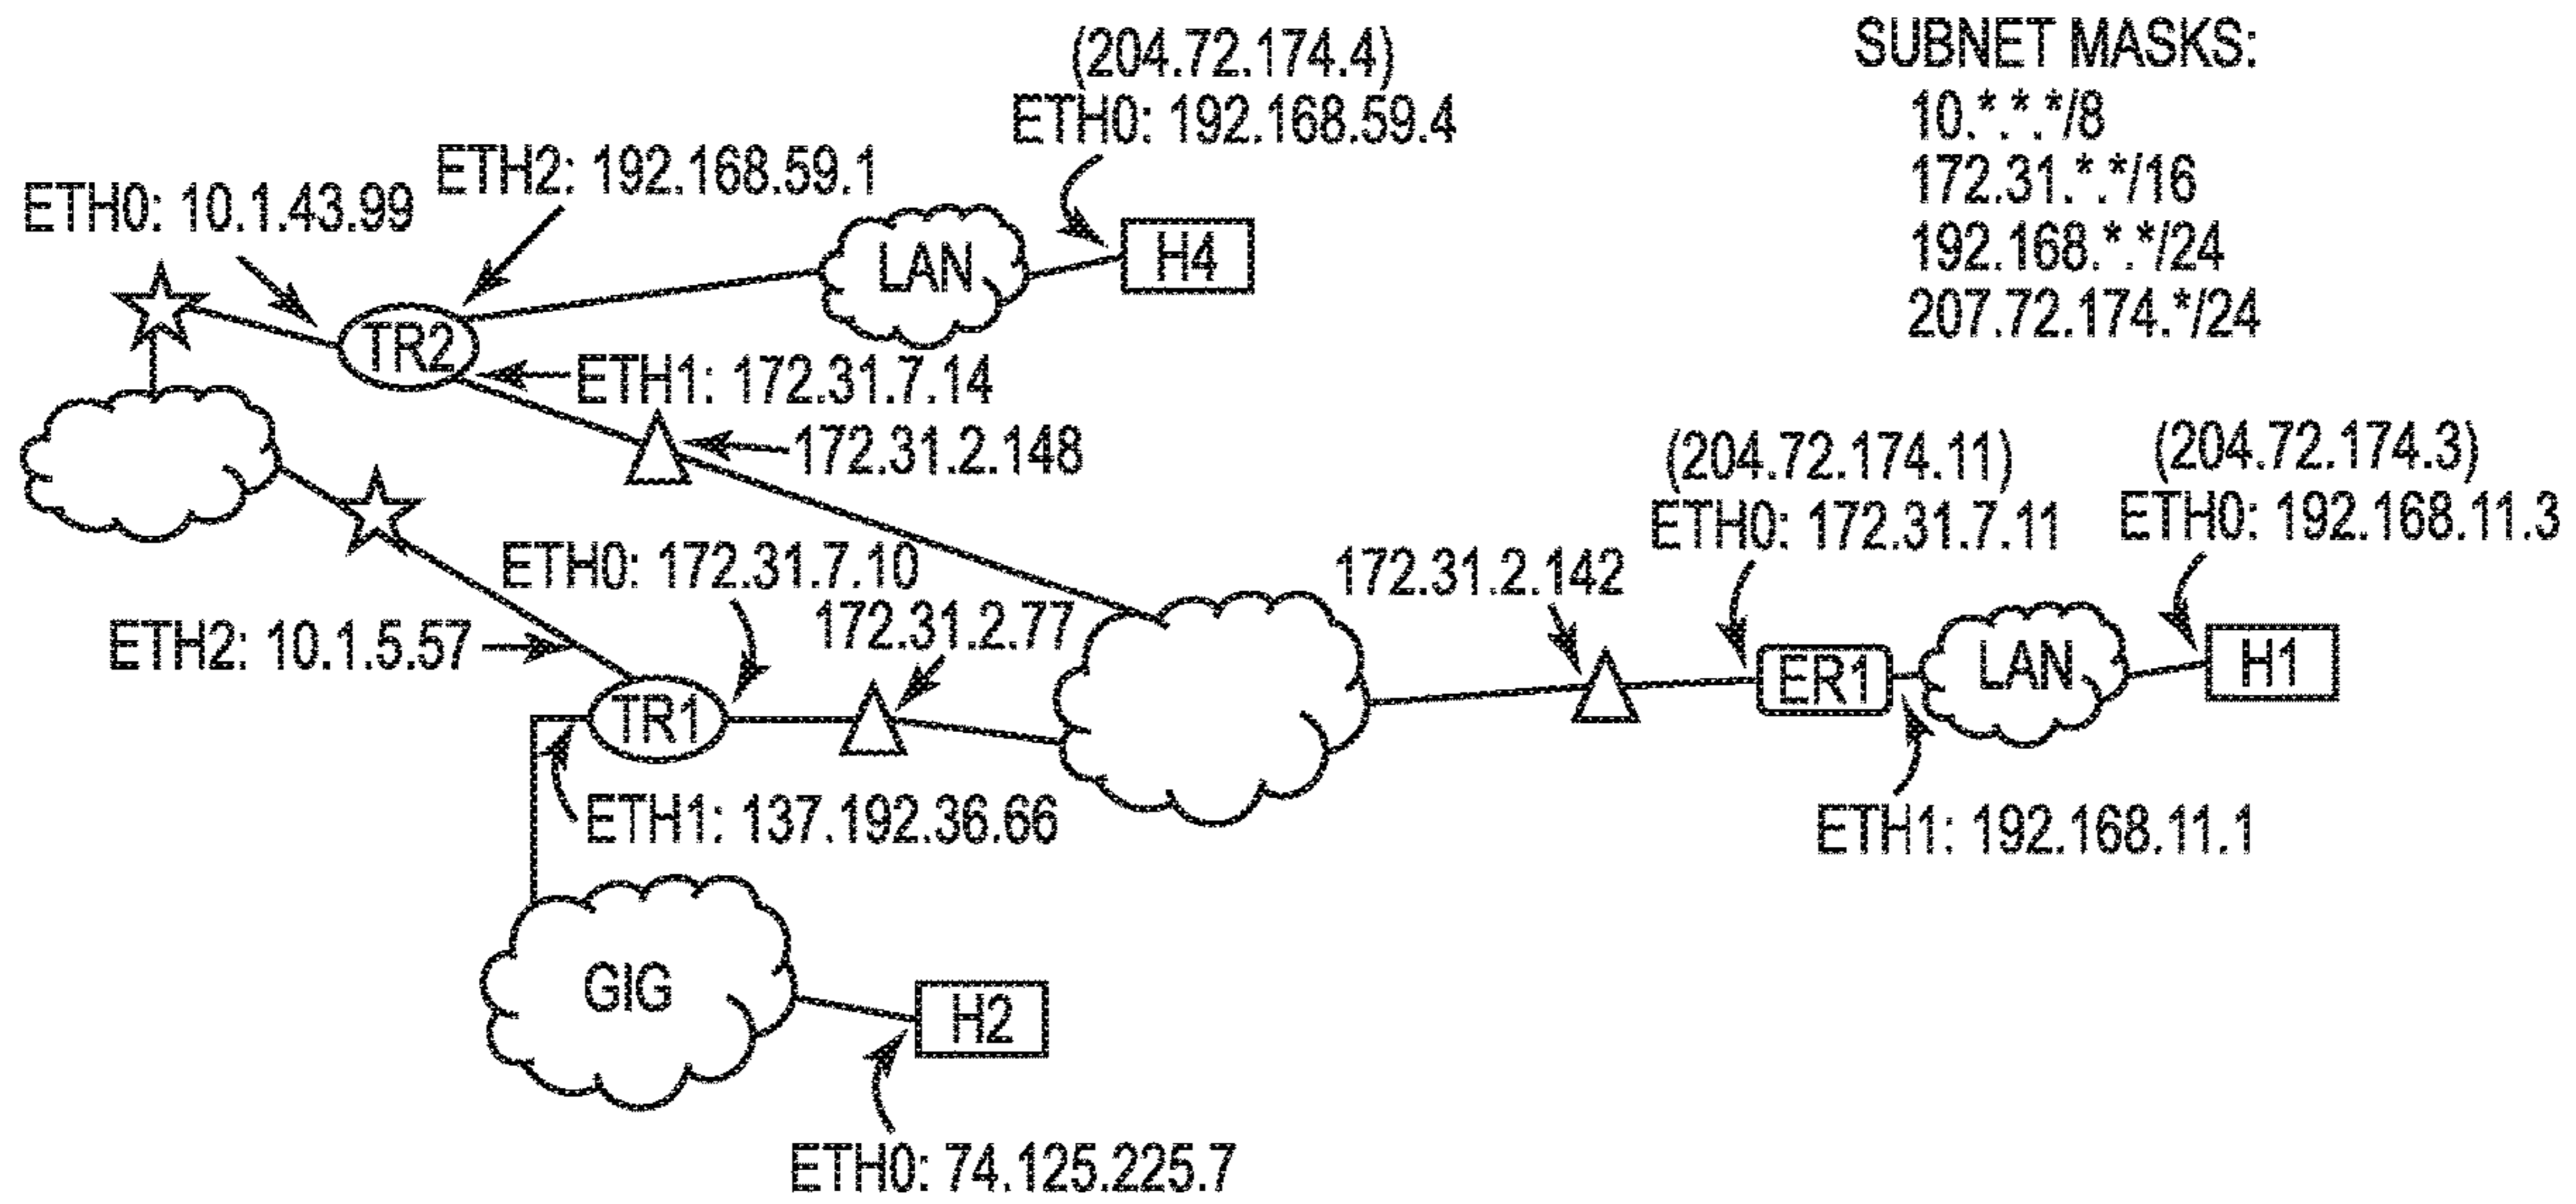 (204.72.174.4)
ETH0: 192.168.59.4
SUBNET MASKS:
10.*.*.*/8
172.31.*.*/16
192.168.*.*/24
207.72.174.*/24
ETH2: 192.168.59.1
ETH0: 10.1.43.99
LAN
H4
TR2
ETH1: 172.31.7.14
172.31.2.148
(204.72.174.11)
ETH0: 172.31.7.11
(204.72.174.3)
ETH0: 192.168.11.3
ETH0: 172.31.7.10
172.31.2.77
172.31.2.142
ETH2: 10.1.5.57
TR1
ER1
LAN
H1
ETH1: 137.192.36.66
ETH1: 192.168.11.1
GIG
H2
ETH0: 74.125.225.7